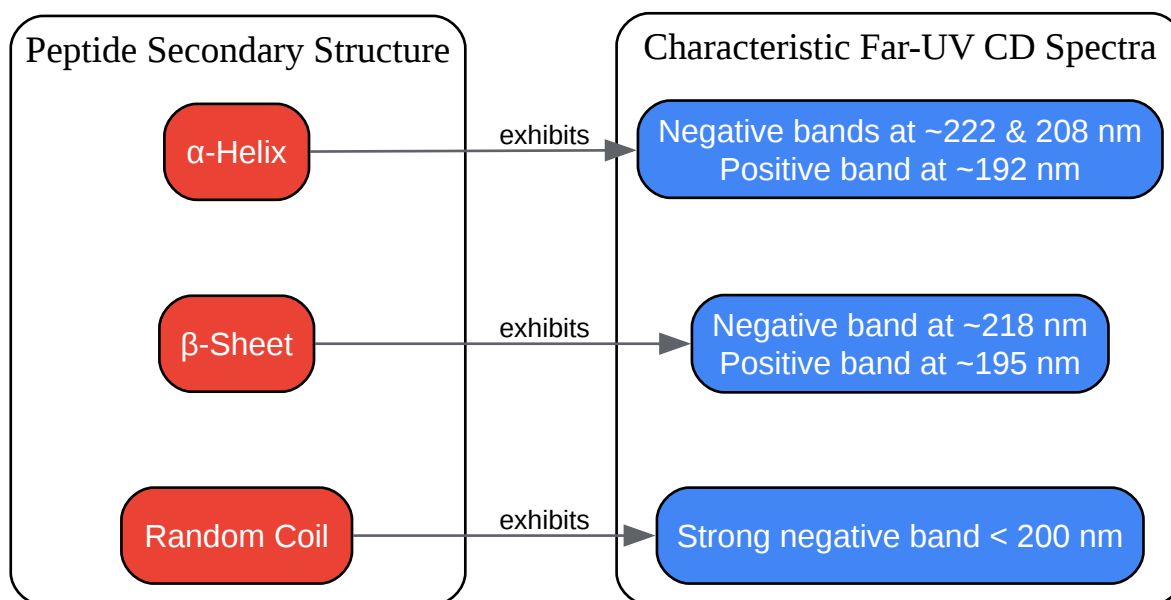 Peptide Secondary Structure
Characteristic Far-UV CD Spectra
α-Helix
exhibits
Negative bands at ~222 & 208 nm
Positive band at ~192 nm
β-Sheet
exhibits
Negative band at ~218 nm
Positive band at ~195 nm
Random Coil
exhibits
Strong negative band < 200 nm